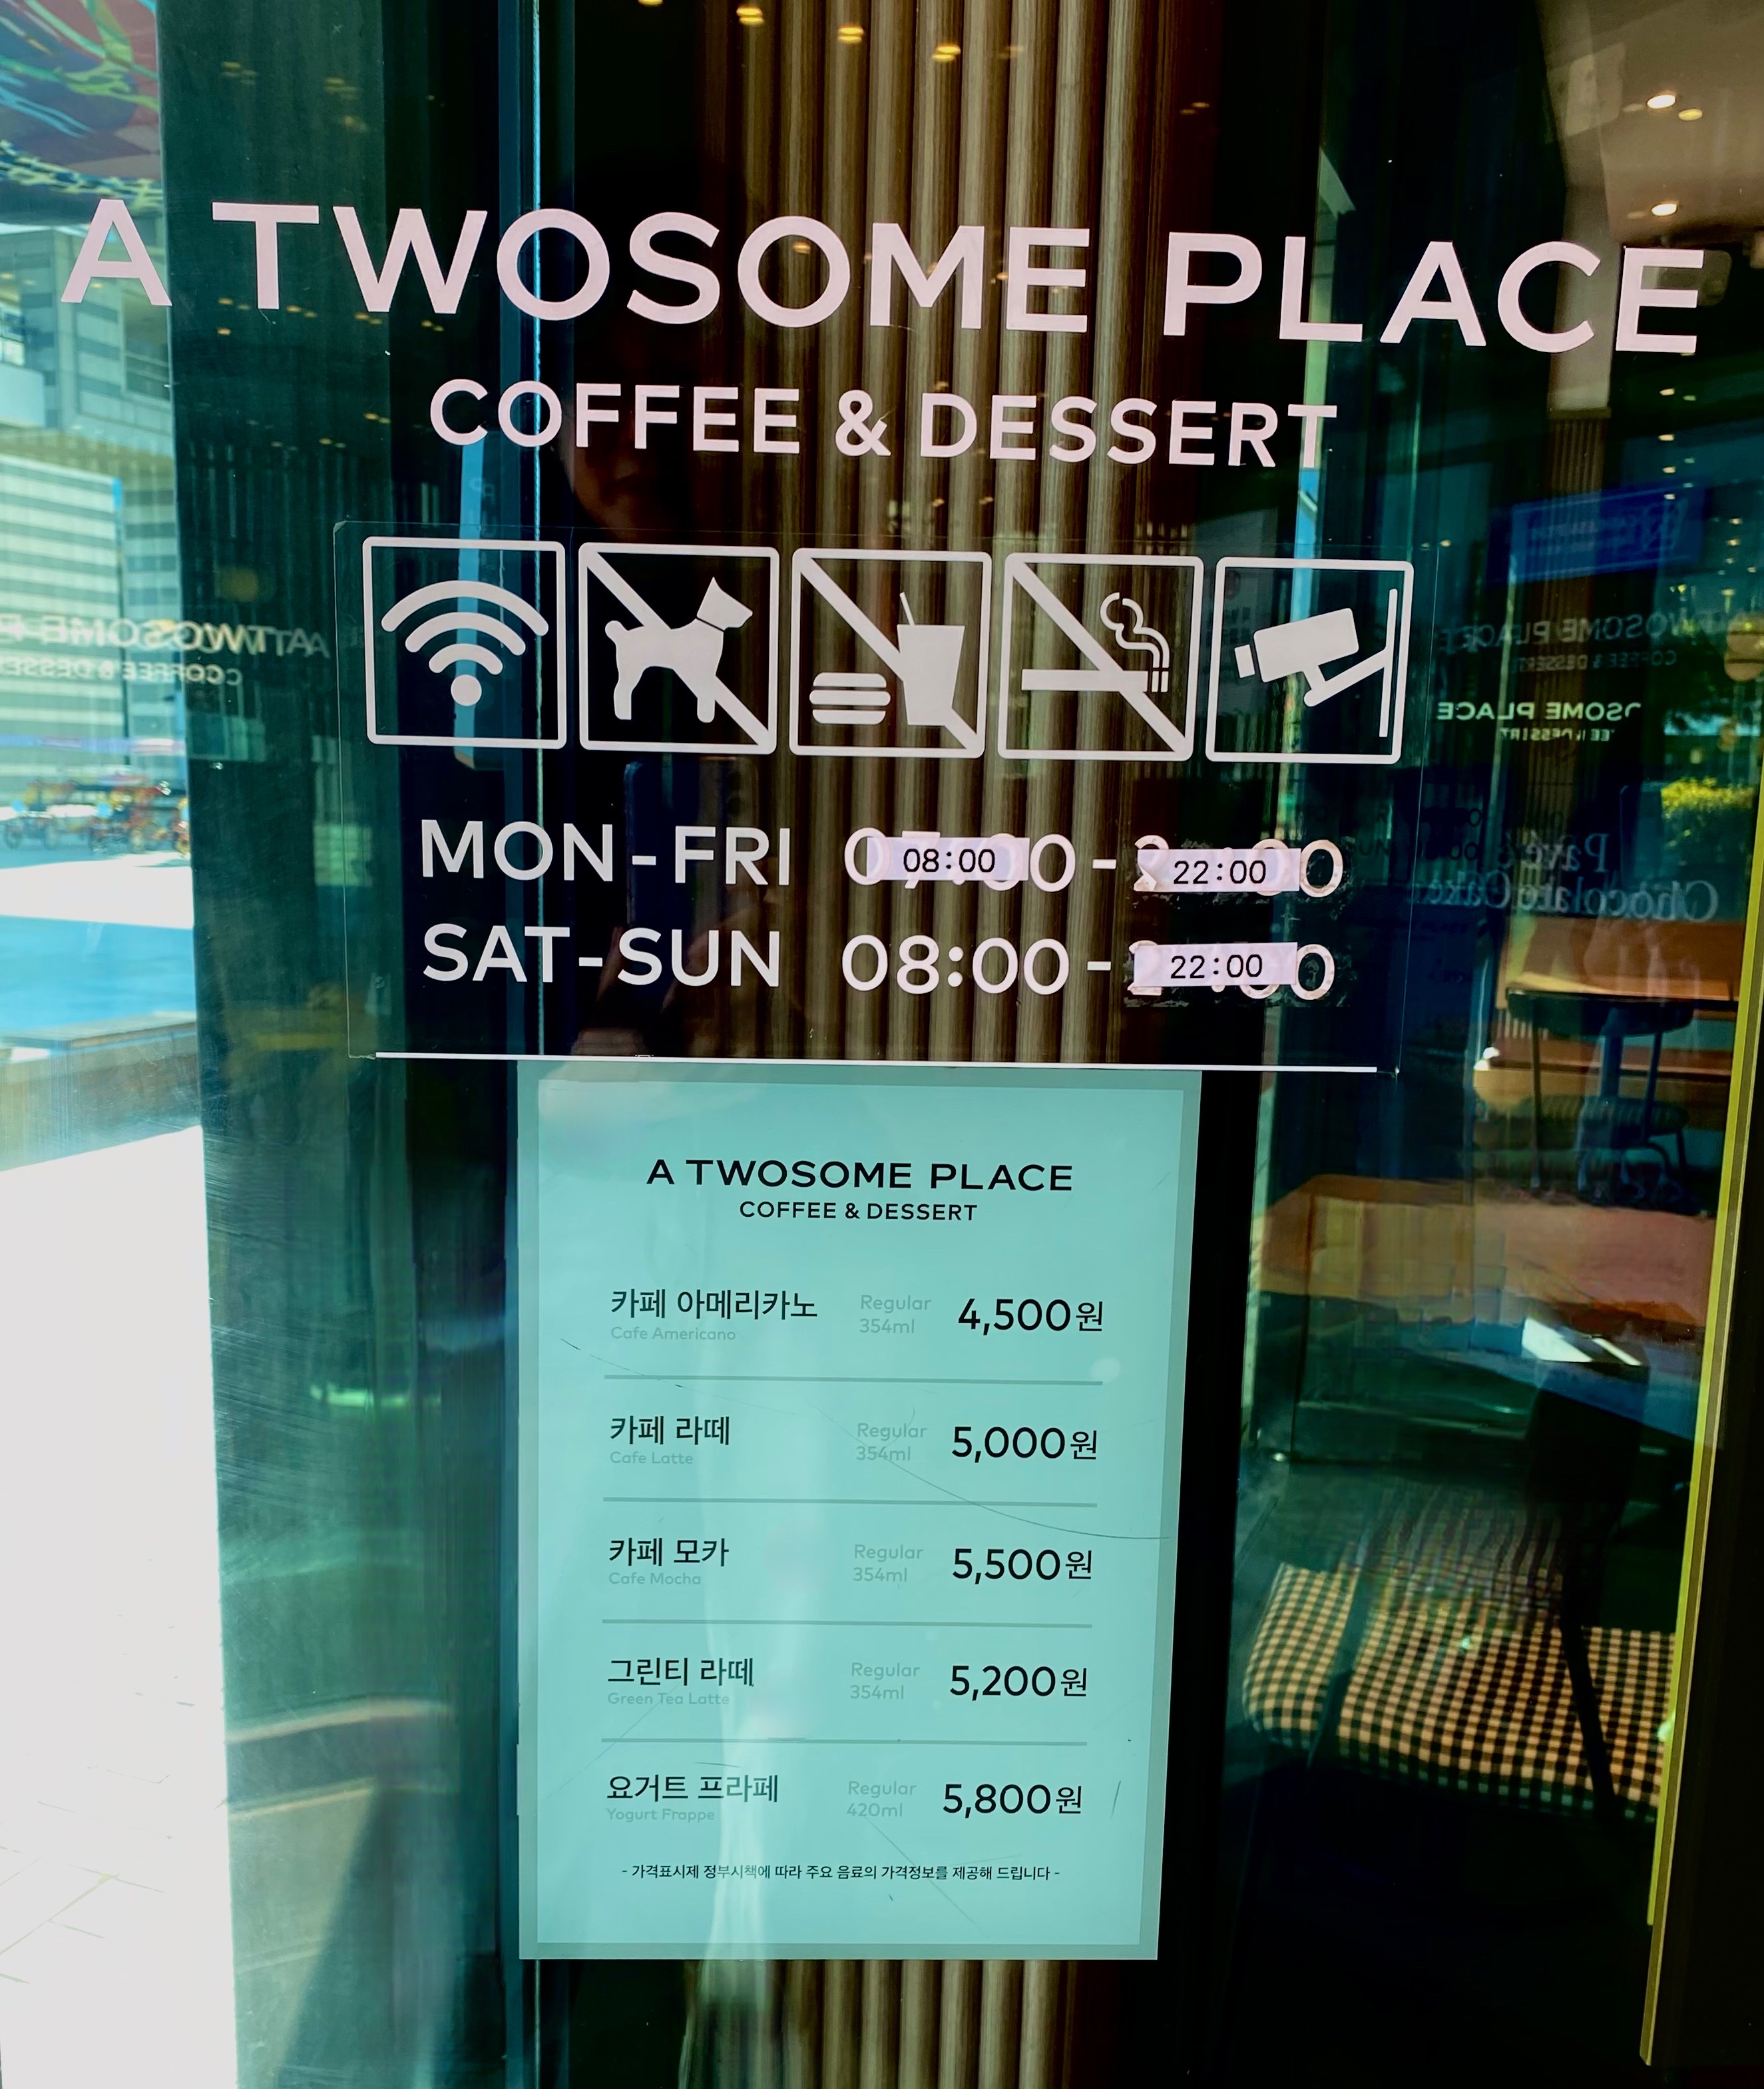 A TWOSOME PLACE
COFFEE & DESSERT
MON-FRI 08:00 - 22:00
SAT-SUN 08:00 - 22:00
A TWOSOME PLACE
COFFEE & DESSERT
카페 아메리카노 Regular 4,500원
Cafe Americano 354ml
카페 라떼 Regular 5,000원
Cafe Latte 354ml
카페 모카 Regular 5,500원
Cafe Mocha 354ml
그린티 라떼 Regular 5,200원
Green Tea Latte 354ml
요거트 프라페 Regular 5,800원
Yogurt Frappe 420ml
- 가격표시제 정부시책에 따라 주요 음료의 가격정보를 제공해 드립니다 -
Pavé
Chocolate Cake